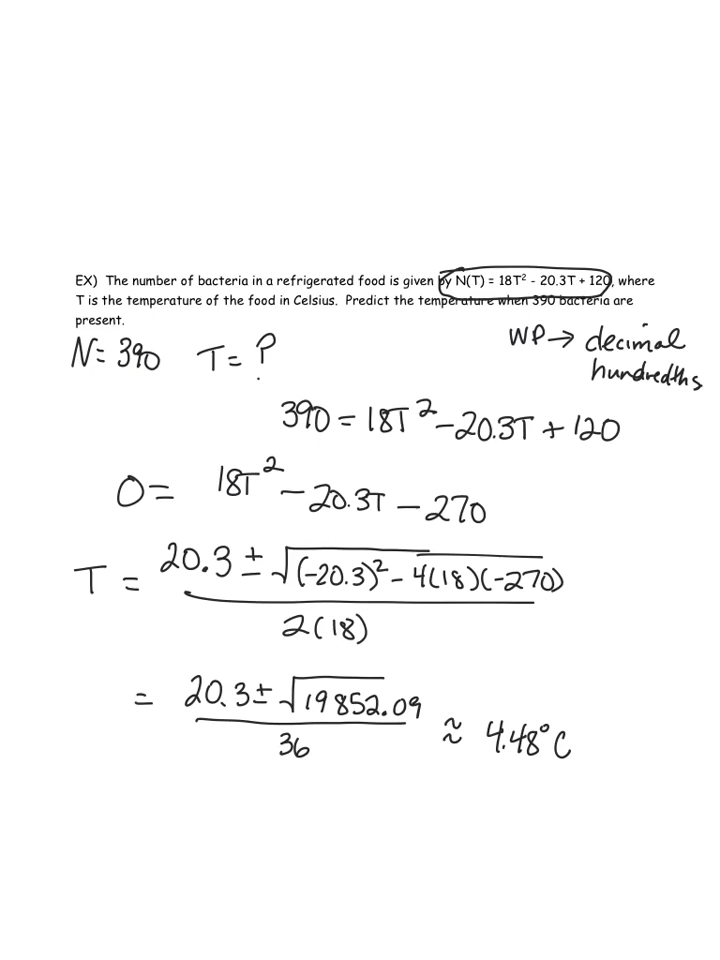 EX) The number of bacteria in a refrigerated food is given by N(T) = 18T² - 20.3T + 120, where
T is the temperature of the food in Celsius. Predict the temperature when 390 bacteria are
present.
WP → decimal
hundredths
N = 390 T = ?
390 = 18T² - 20.3T + 120
0 = 18T² - 20.3T - 270
T = 20.3 ± √(-20.3)² - 4(18)(-270)
2(18)
= 20.3 ± √19852.09
36
≈ 4.48°C